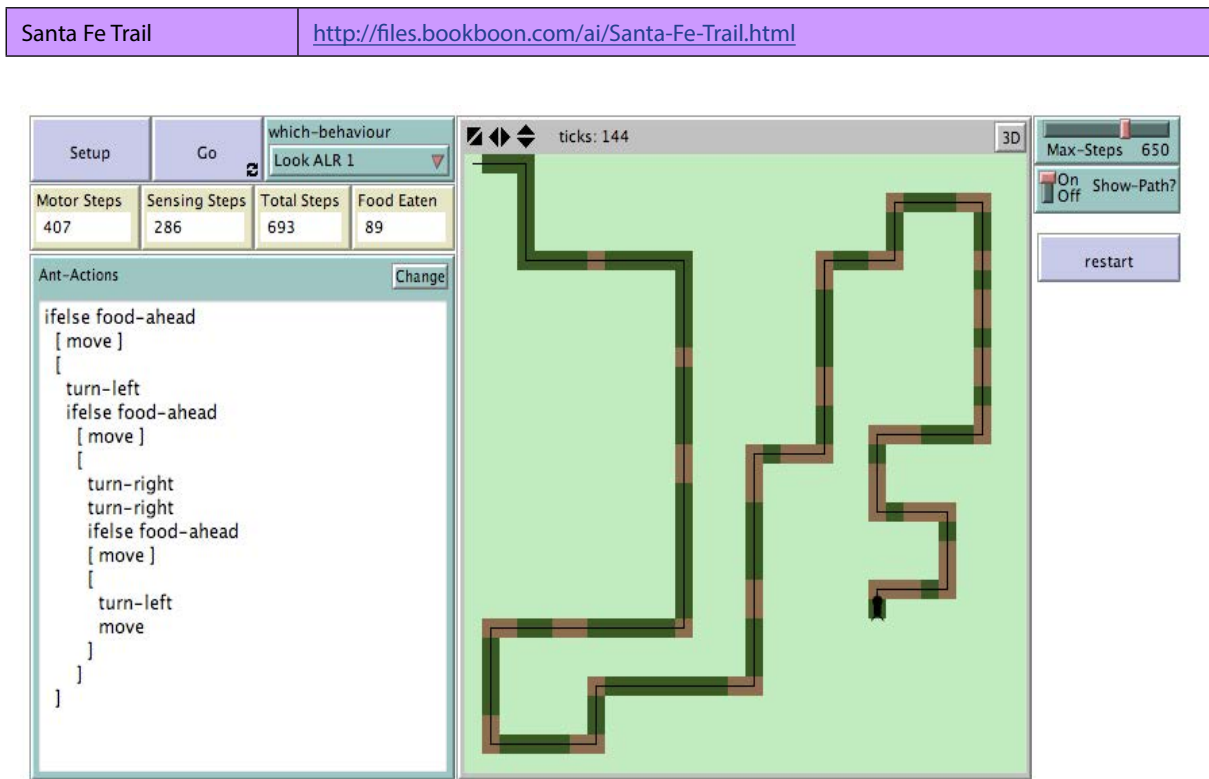 Santa Fe Trail
http://files.bookboon.com/ai/Santa-Fe-Trail.html
Setup
Go
which-behaviour
Look ALR 1
Motor Steps
407
Sensing Steps
286
Total Steps
693
Food Eaten
89
Ant-Actions
Change
ifelse food-ahead
[ move ]
[
turn-left
ifelse food-ahead
[ move ]
[
turn-right
turn-right
ifelse food-ahead
[ move ]
[
turn-left
move
]
]
]
ticks: 144
3D
Max-Steps 650
On
Off
Show-Path?
restart